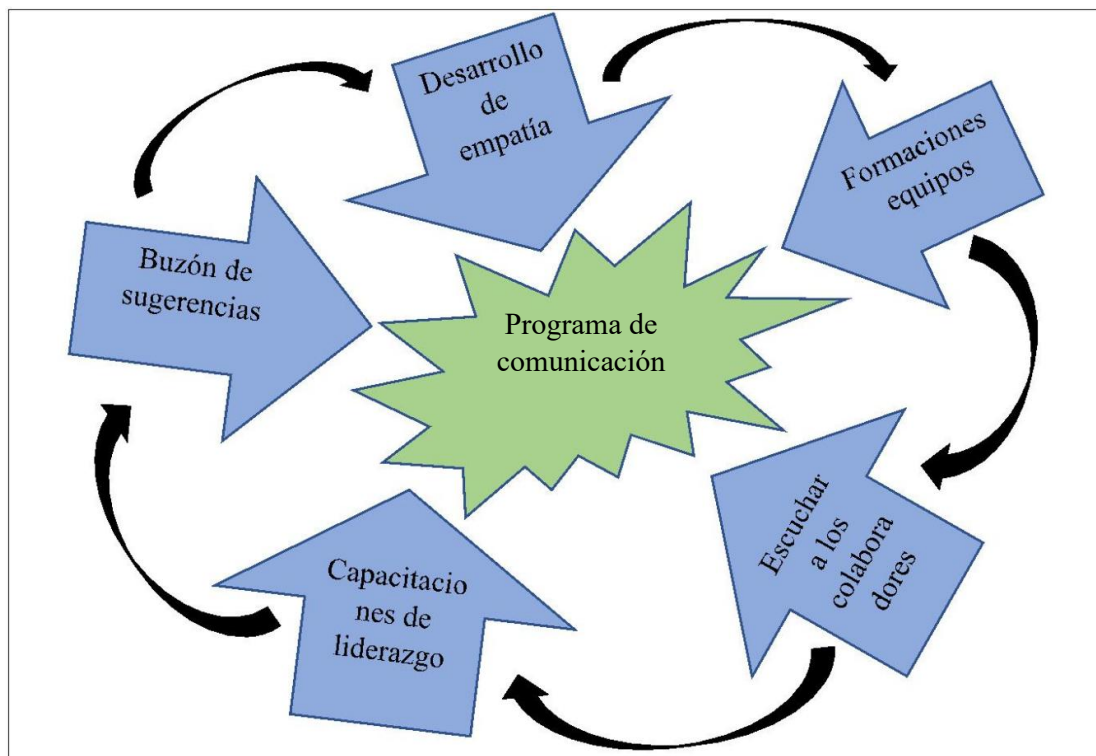 Desarrollo
de
empatía
Formaciones
equipos
Buzón de
sugerencias
Programa de
comunicación
Escuchar
a los
colabora
dores
Capacitacio
nes de
liderazgo